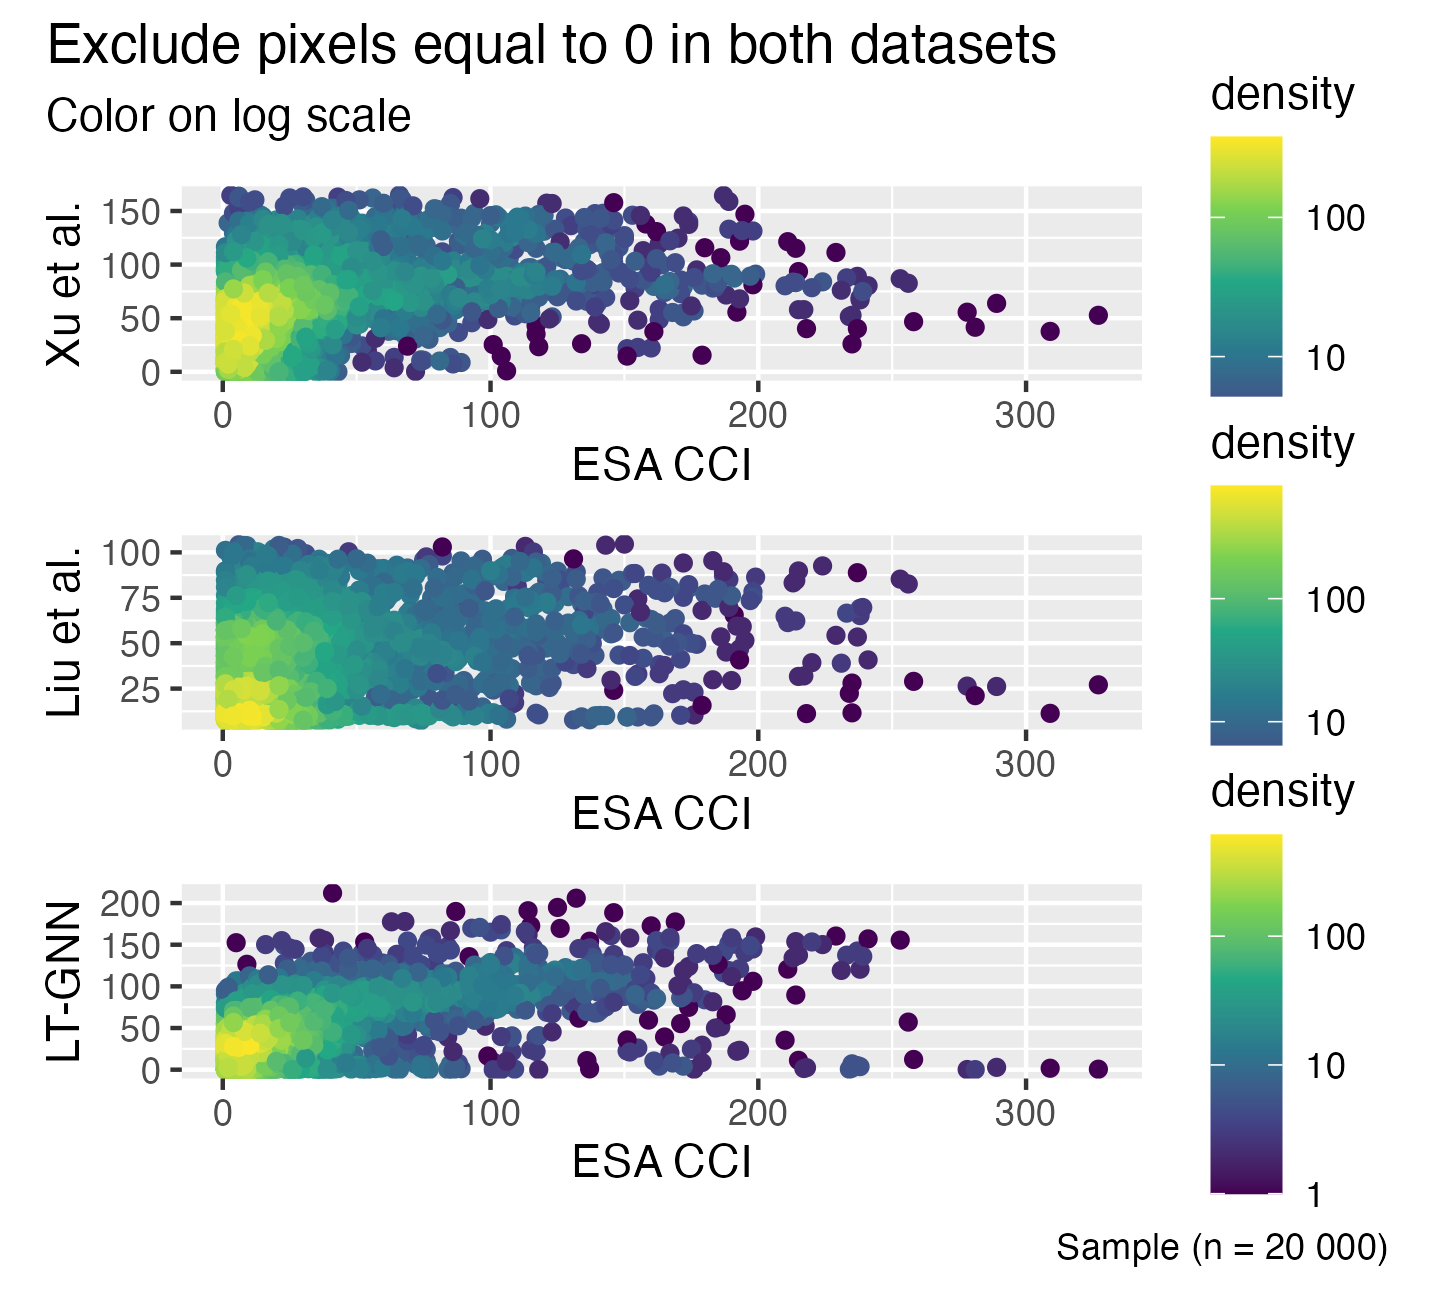 Exclude pixels equal to 0 in both datasets
Color on log scale
Xu et al.
150
100
50
0
0 100 200 300
ESA CCI
density
100
10
Liu et al.
100
75
50
25
0 100 200 300
ESA CCI
density
100
10
LT-GNN
200
150
100
50
0
0 100 200 300
ESA CCI
density
100
10
1
Sample (n = 20 000)